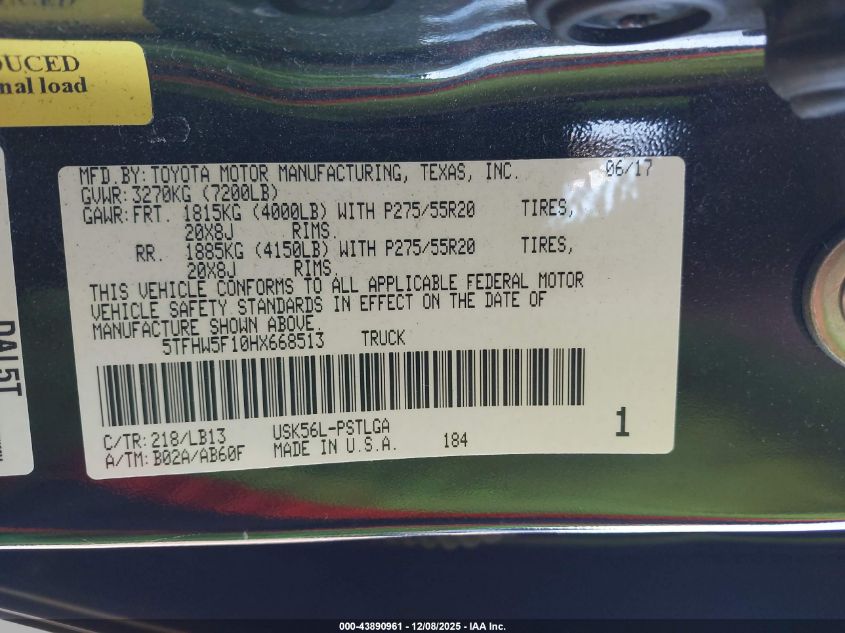 DUCED
nal load
MFD.BY:TOYOTA MOTOR MANUFACTURING, TEXAS, INC. 06/17
GVWR:3270KG (7200LB)
GAWR:FRT. 1815KG (4000LB) WITH P275/55R20 TIRES,
20X8J RIMS.
RR. 1885KG (4150LB) WITH P275/55R20 TIRES,
20X8J RIMS.
THIS VEHICLE CONFORMS TO ALL APPLICABLE FEDERAL MOTOR
VEHICLE SAFETY STANDARDS IN EFFECT ON THE DATE OF
MANUFACTURE SHOWN ABOVE.
5TFHW5F10HX668513 TRUCK
C/TR:218/LB13 USK56L-PSTLGA
A/TM:B02A/AB60F MADE IN U.S.A. 184 1
000-43890961 - 12/08/2025 - IAA Inc.